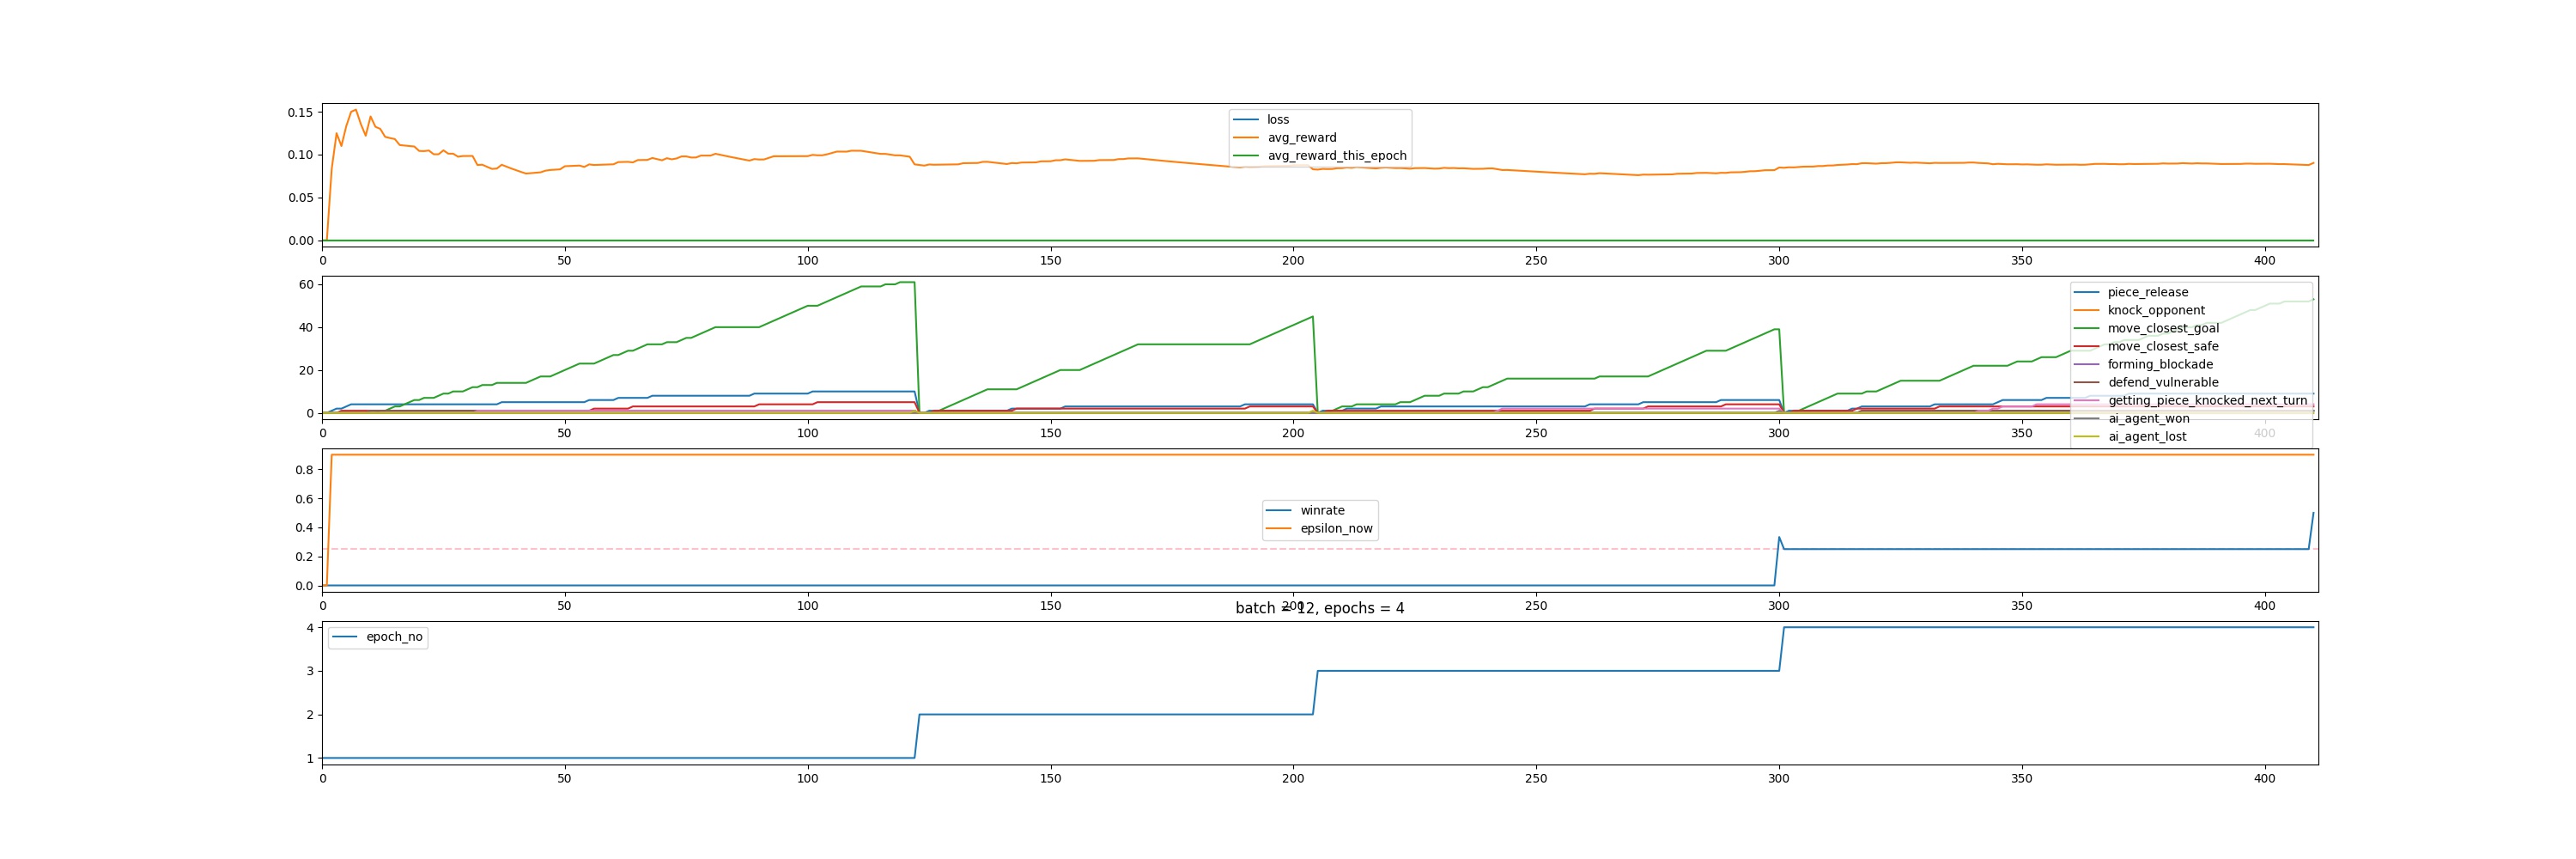 0.15
0.10
0.05
0.00
loss
avg_reward
avg_reward_this_epoch
0 50 100 150 200 250 300 350 400
60
40
20
0
piece_release
knock_opponent
move_closest_goal
move_closest_safe
forming_blockade
defend_vulnerable
getting_piece_knocked_next_turn
ai_agent_won
ai_agent_lost
0 50 100 150 200 250 300 350 400
0.8
0.6
0.4
0.2
0.0
winrate
epsilon_now
0 50 100 150 200 250 300 350 400
batch = 12, epochs = 4
4
3
2
1
epoch_no
0 50 100 150 200 250 300 350 400